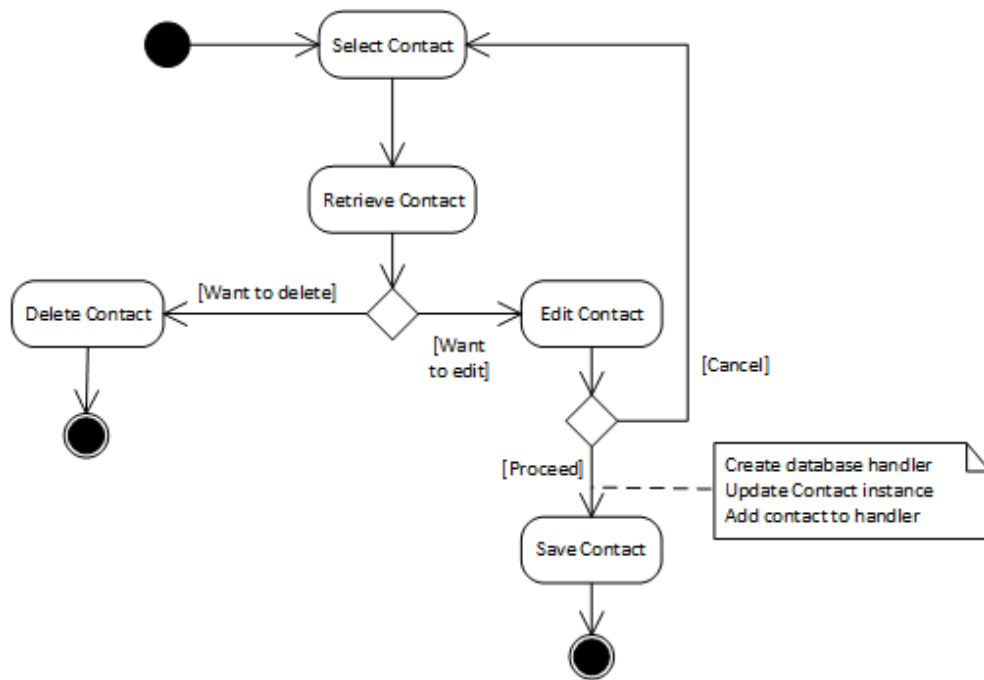 Select Contact
Retrieve Contact
[Want to delete]
Delete Contact
Edit Contact
[Want
to edit]
[Cancel]
[Proceed]
Create database handler
Update Contact instance
Add contact to handler
Save Contact